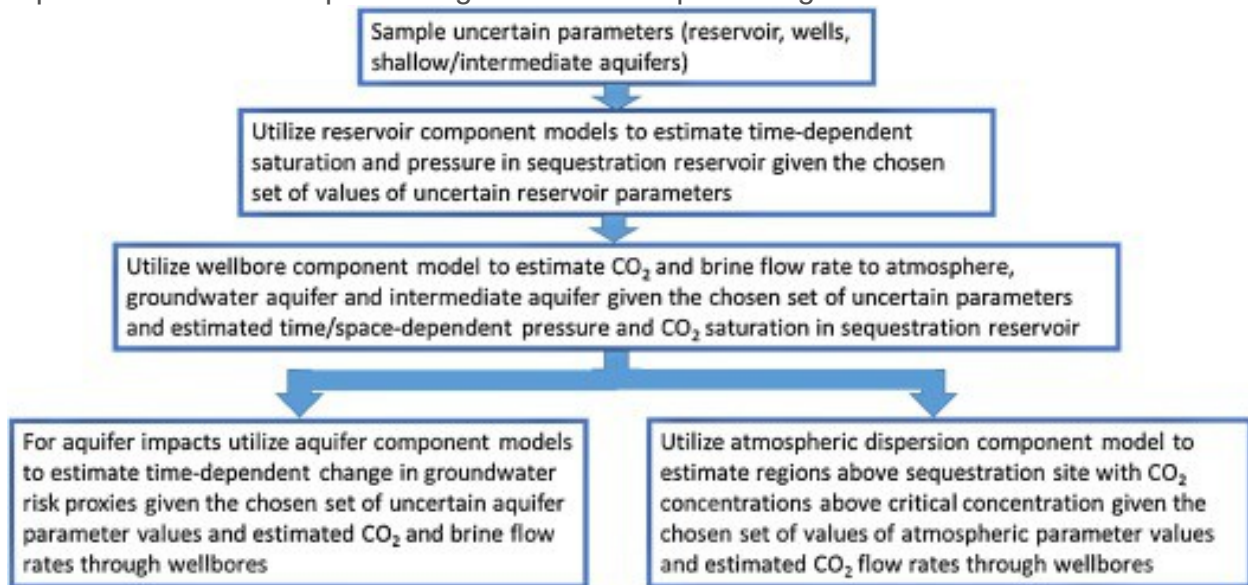 Sample uncertain parameters (reservoir, wells,
shallow/intermediate aquifers)
Utilize reservoir component models to estimate time-dependent
saturation and pressure in sequestration reservoir given the chosen
set of values of uncertain reservoir parameters
Utilize wellbore component model to estimate CO₂ and brine flow rate to atmosphere,
groundwater aquifer and intermediate aquifer given the chosen set of uncertain parameters
and estimated time/space-dependent pressure and CO₂ saturation in sequestration reservoir
For aquifer impacts utilize aquifer component models
to estimate time-dependent change in groundwater
risk proxies given the chosen set of uncertain aquifer
parameter values and estimated CO₂ and brine flow
rates through wellbores
Utilize atmospheric dispersion component model to
estimate regions above sequestration site with CO₂
concentrations above critical concentration given the
chosen set of values of atmospheric parameter values
and estimated CO₂ flow rates through wellbores